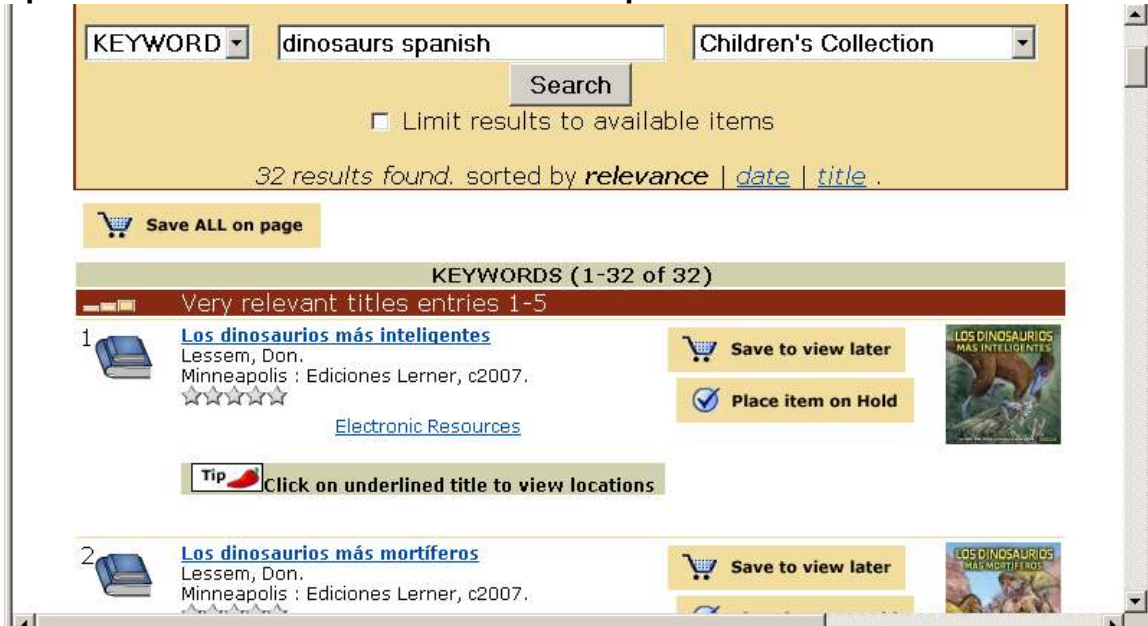 KEYWORD dinosaurs spanish Children's Collection
Search
Limit results to available items
32 results found. sorted by relevance | date | title .
Save ALL on page
KEYWORDS (1-32 of 32)
Very relevant titles entries 1-5
1 Los dinosaurios más inteligentes
Lessem, Don.
Minneapolis : Ediciones Lerner, c2007.
Electronic Resources
Save to view later
Place item on Hold
LOS DINOSAURIOS
MÁS INTELIGENTES
Tip Click on underlined title to view locations
2 Los dinosaurios más mortíferos
Lessem, Don.
Minneapolis : Ediciones Lerner, c2007.
Save to view later
LOS DINOSAURIOS
MÁS MORTÍFEROS